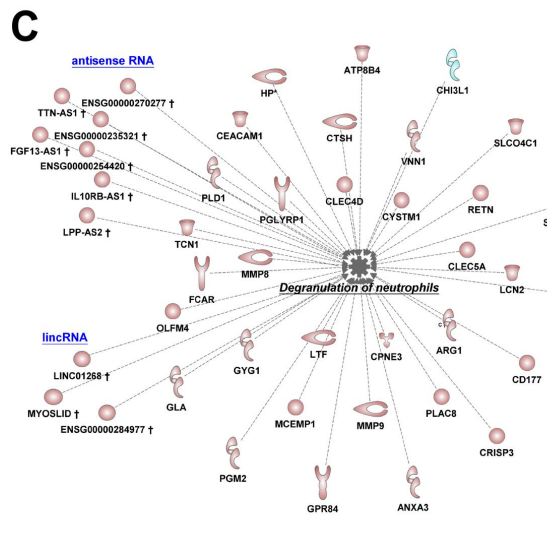 C
antisense RNA
ATP8B4
CHI3L1
HP*
ENSG00000270277 †
TTN-AS1 †
CEACAM1
CTSH
SLCO4C1
ENSG00000235321 †
FGF13-AS1 †
VNN1
ENSG00000254420 †
IL10RB-AS1 †
PLD1
CLEC4D
CYSTM1
RETN
PGLYRP1
LPP-AS2 †
S
TCN1
MMP8
CLEC5A
FCAR
Degranulation of neutrophils
LCN2
OLFM4
c,
ARG1
lincRNA
GYG1
LTF
CPNE3
LINC01268 †
CD177
GLA
MYOSLID †
PLAC8
ENSG00000284977 †
MCEMP1
MMP9
CRISP3
PGM2
GPR84
ANXA3